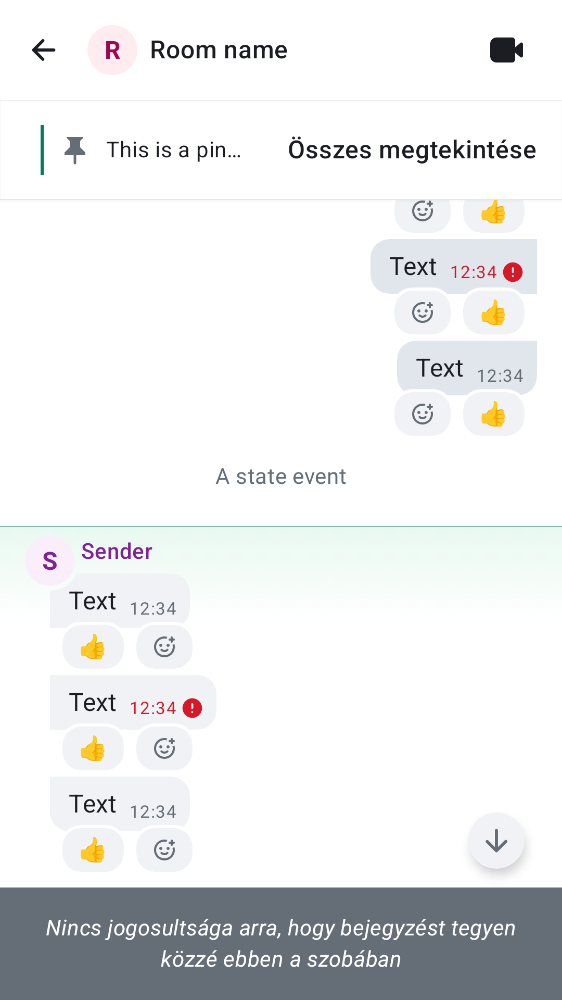 R Room name
This is a pin… Összes megtekintése
Text 12:34
Text 12:34
A state event
S Sender
Text 12:34
Text 12:34
Text 12:34
Nincs jogosultsága arra, hogy bejegyzést tegyen
közzé ebben a szobában